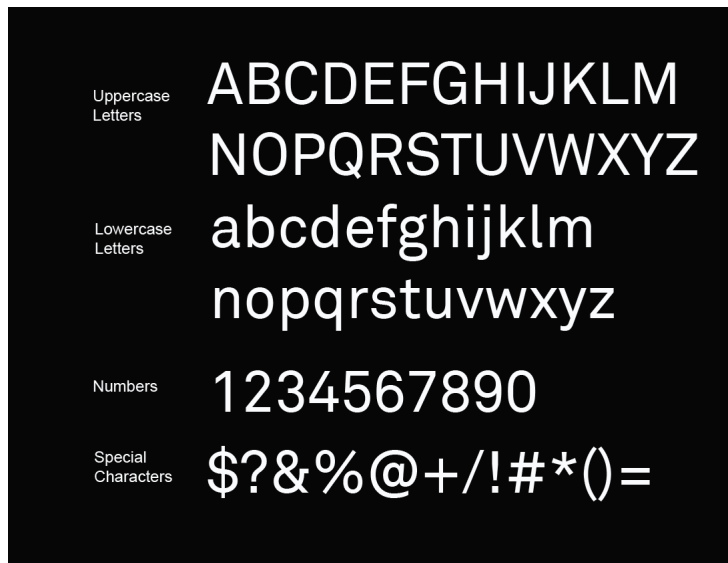 Uppercase
Letters
ABCDEFGHIJKLM
NOPQRSTUVWXYZ
Lowercase
Letters
abcdefghijklm
nopqrstuvwxyz
Numbers
1234567890
Special
Characters
$?&%@+/!#*()=